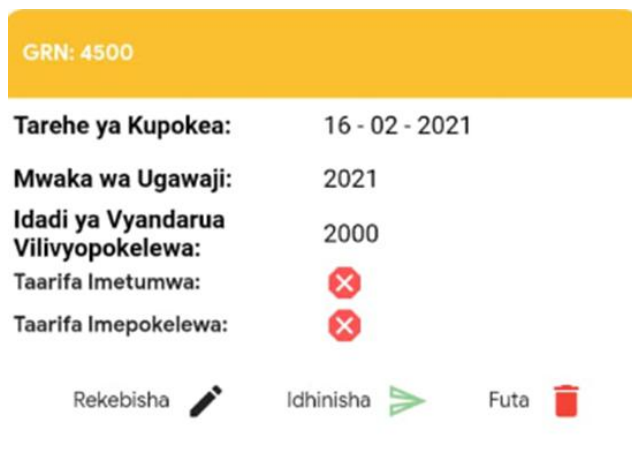 GRN: 4500
Tarehe ya Kupokea: 16 - 02 - 2021
Mwaka wa Ugawaji: 2021
Idadi ya Vyandarua
Vilivyopokelewa: 2000
Taarifa Imetumwa:
Taarifa Imepokelewa:
Rekebisha Idhinisha Futa